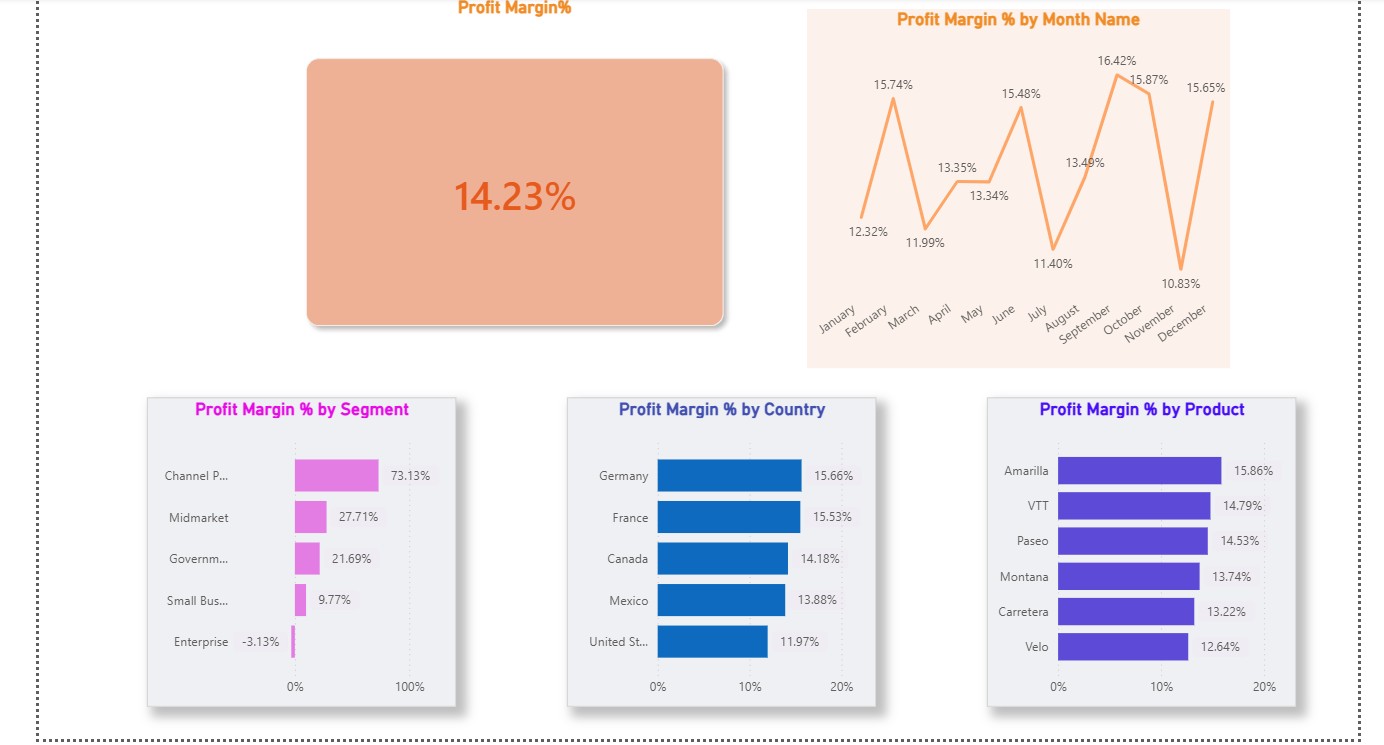 Profit Margin%
14.23%
Profit Margin % by Month Name
16.42%
15.87%
15.74%
15.65%
15.48%
13.49%
13.35%
13.34%
12.32%
11.99%
11.40%
10.83%
January
February
March
April
May
June
July
August
September
October
November
December
Profit Margin % by Segment
Channel P... 73.13%
Midmarket 27.71%
Governm... 21.69%
Small Bus... 9.77%
Enterprise -3.13%
0% 100%
Profit Margin % by Country
Germany 15.66%
France 15.53%
Canada 14.18%
Mexico 13.88%
United St... 11.97%
0% 10% 20%
Profit Margin % by Product
Amarilla 15.86%
VTT 14.79%
Paseo 14.53%
Montana 13.74%
Carretera 13.22%
Velo 12.64%
0% 10% 20%